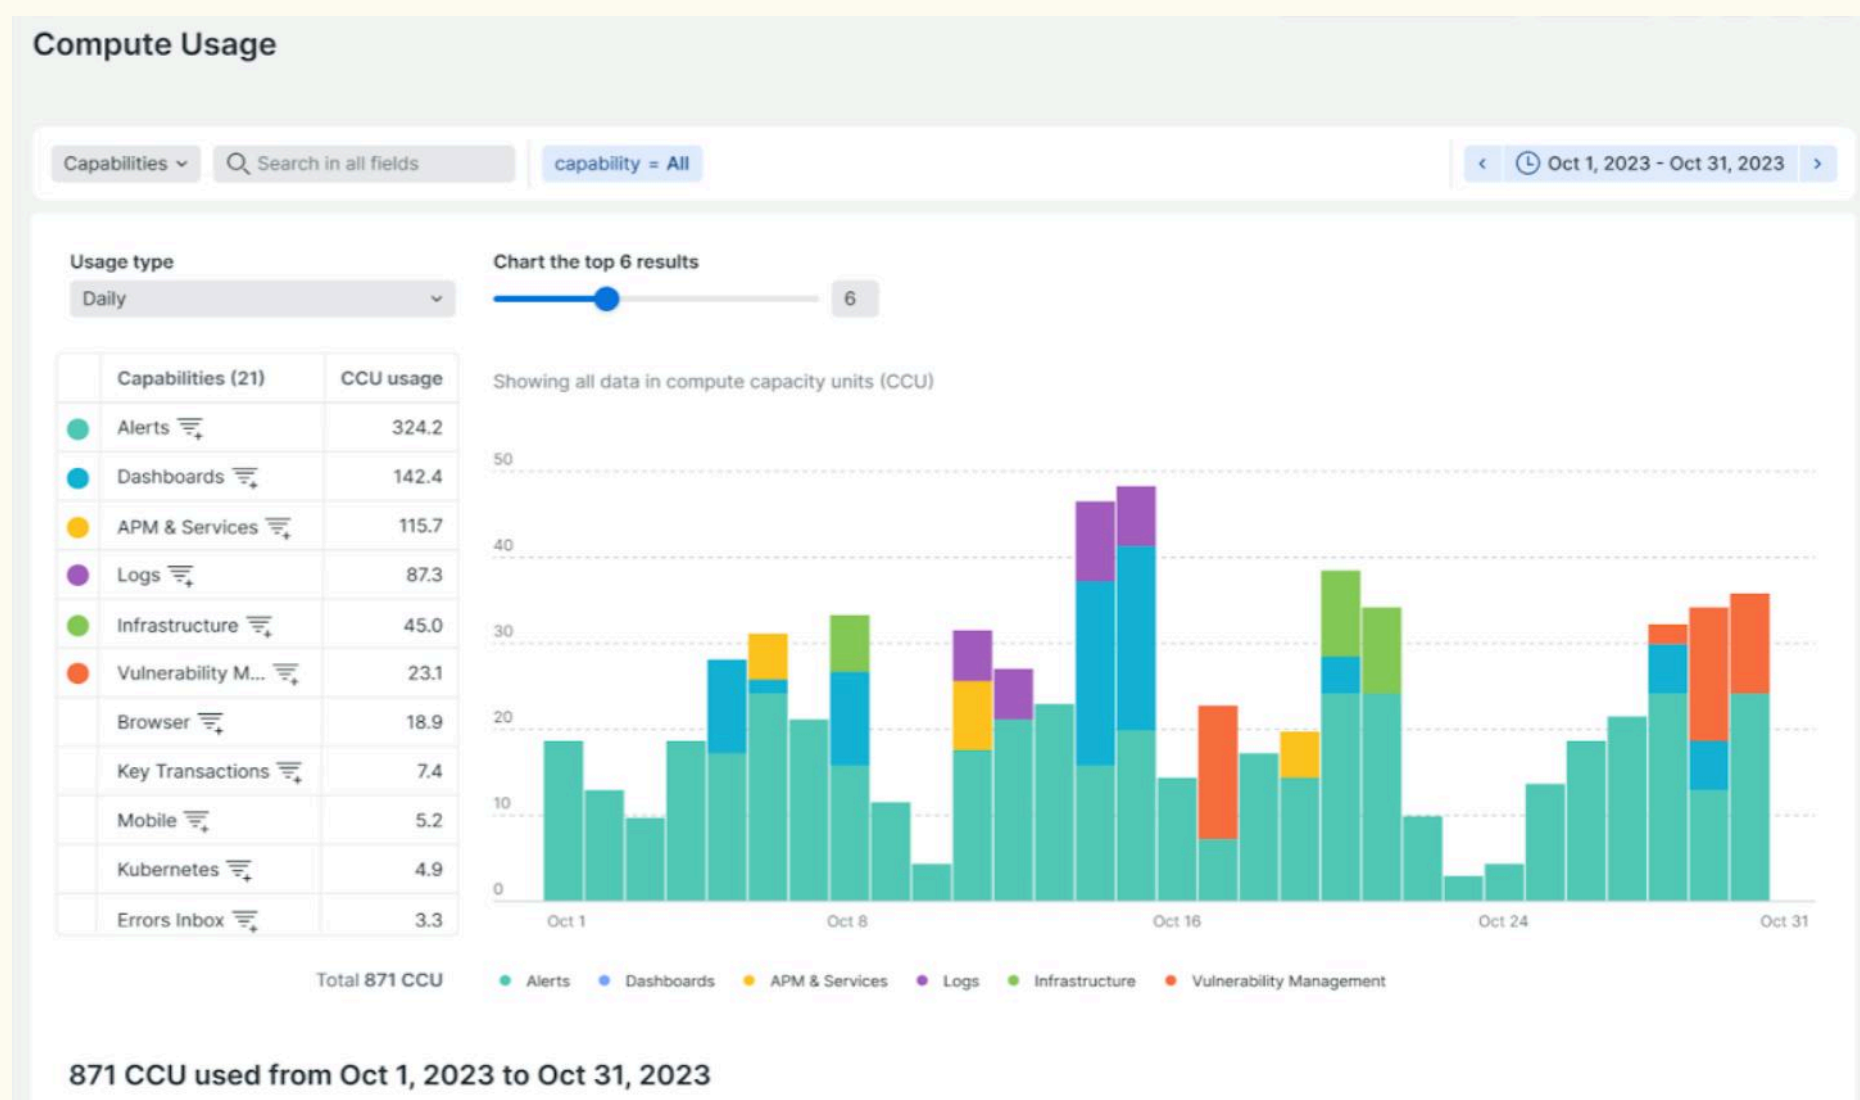 Compute Usage
Capabilities
Search in all fields
capability = All
Oct 1, 2023 - Oct 31, 2023
Usage type
Daily
Chart the top 6 results
6
Capabilities (21) CCU usage
Alerts 324.2
Dashboards 142.4
APM & Services 115.7
Logs 87.3
Infrastructure 45.0
Vulnerability M... 23.1
Browser 18.9
Key Transactions 7.4
Mobile 5.2
Kubernetes 4.9
Errors Inbox 3.3
Total 871 CCU
Showing all data in compute capacity units (CCU)
50
40
30
20
10
0
Oct 1 Oct 8 Oct 16 Oct 24 Oct 31
Alerts Dashboards APM & Services Logs Infrastructure Vulnerability Management
871 CCU used from Oct 1, 2023 to Oct 31, 2023